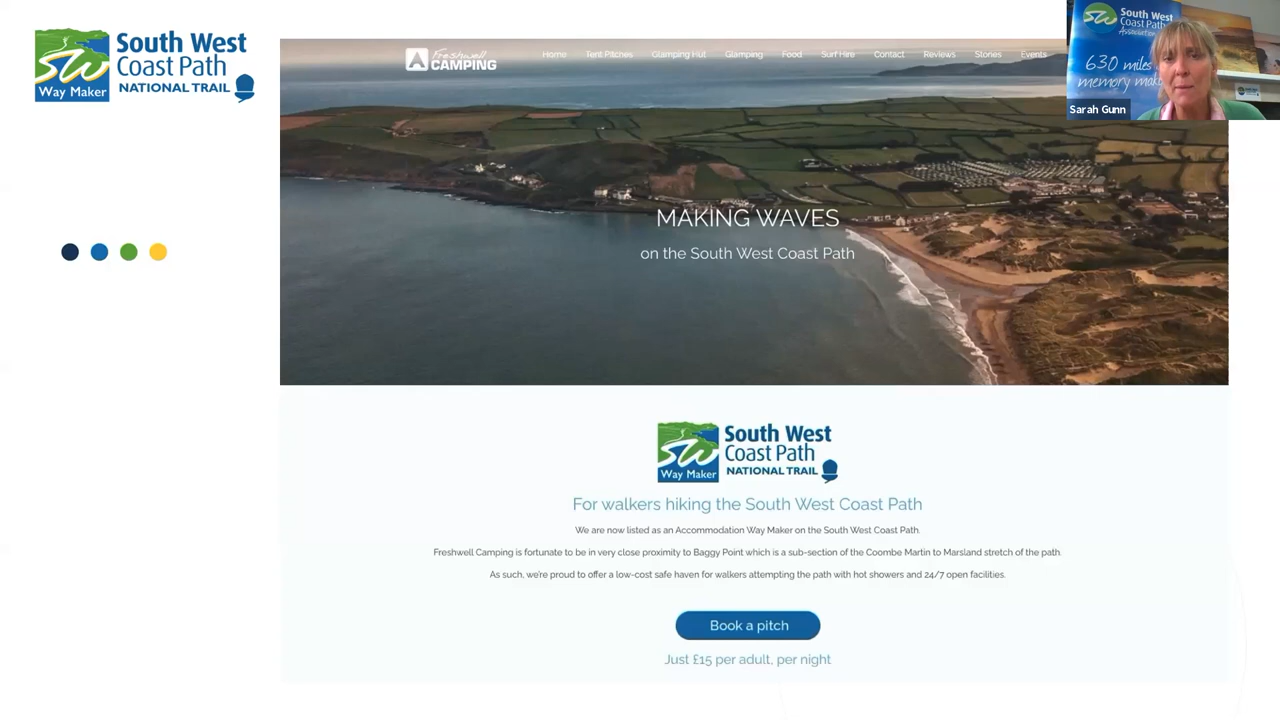 South West
Coast Path
NATIONAL TRAIL
sw
Way Maker
Freshwell
CAMPING
Home Tent Pitches Glamping Hut Glamping Food Surf Hire Contact Reviews Stories Events
South West
Coast Path
Association
630 miles
memory mak
Sarah Gunn
MAKING WAVES
on the South West Coast Path
South West
Coast Path
NATIONAL TRAIL
sw
Way Maker
For walkers hiking the South West Coast Path
We are now listed as an Accommodation Way Maker on the South West Coast Path.
Freshwell Camping is fortunate to be in very close proximity to Baggy Point which is a sub-section of the Coombe Martin to Marsland stretch of the path.
As such, we're proud to offer a low-cost safe haven for walkers attempting the path with hot showers and 24/7 open facilities.
Book a pitch
Just £15 per adult, per night